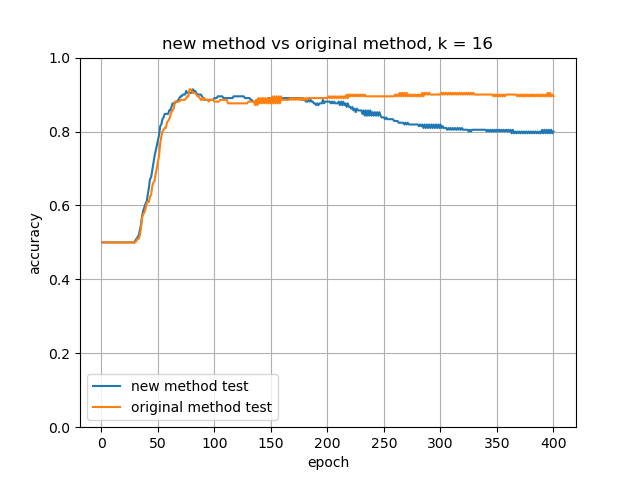 new method vs original method, k = 16
1.0
0.8
0.6
0.4
0.2
0.0
accuracy
new method test
original method test
0 50 100 150 200 250 300 350 400
epoch